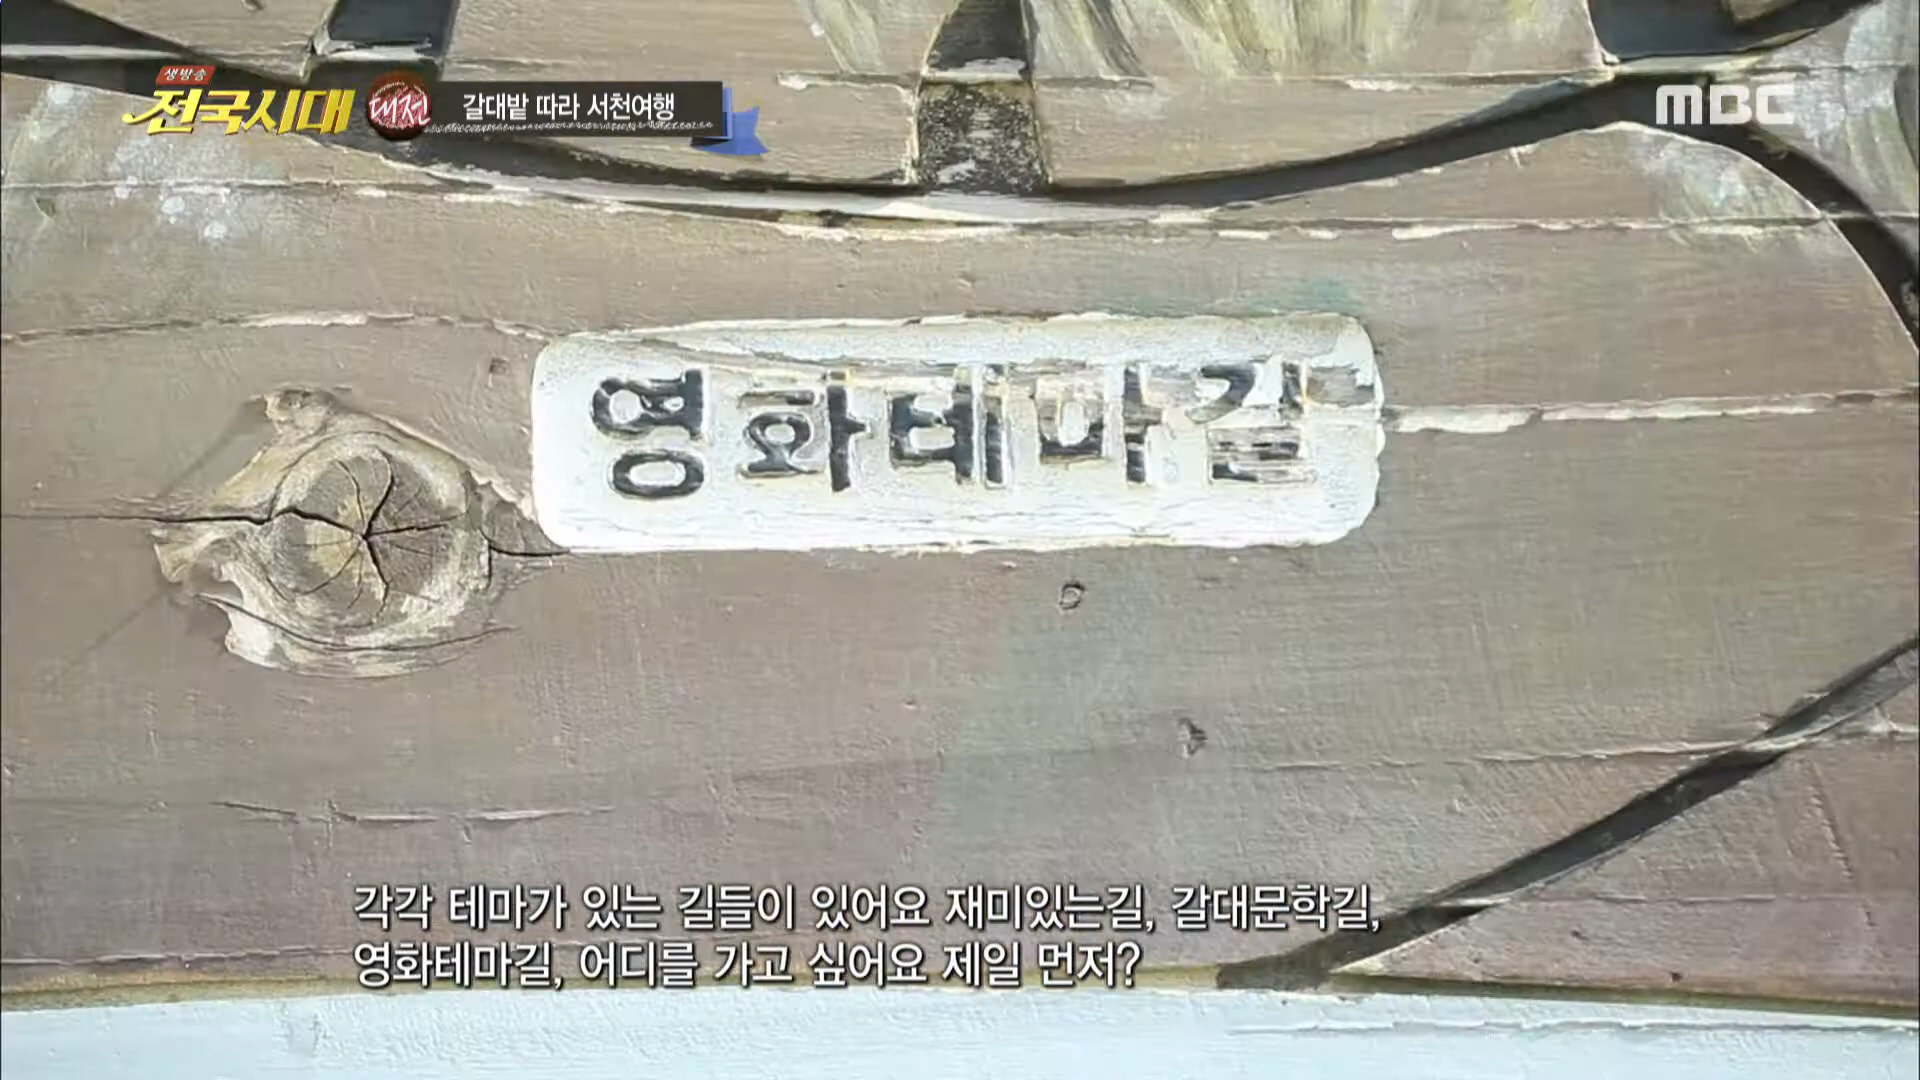 생방송
전국시대
대전
갈대밭 따라 서천여행
MBC
영화테마길
각각 테마가 있는 길들이 있어요 재미있는길, 갈대문학길,
영화테마길, 어디를 가고 싶어요 제일 먼저?